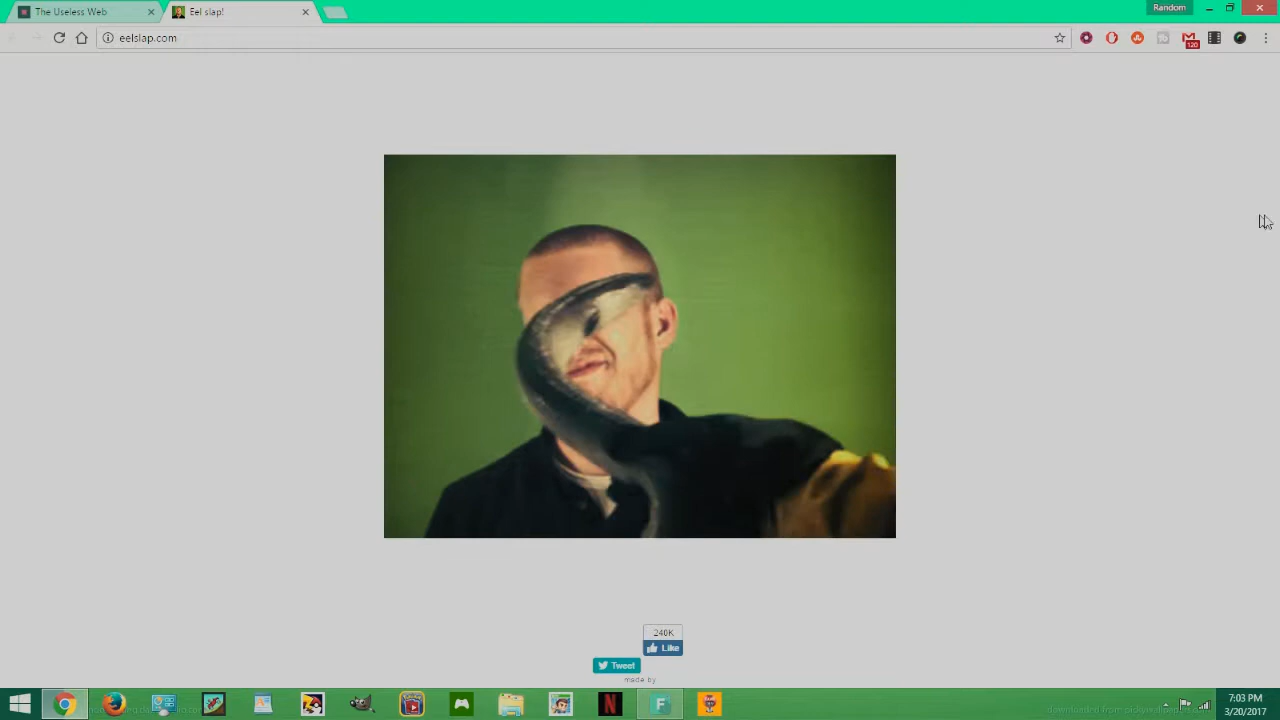 The Useless Web
Eel slap!
Random
eelslap.com
120
240K
Like
Tweet
made by
7:03 PM
3/20/2017